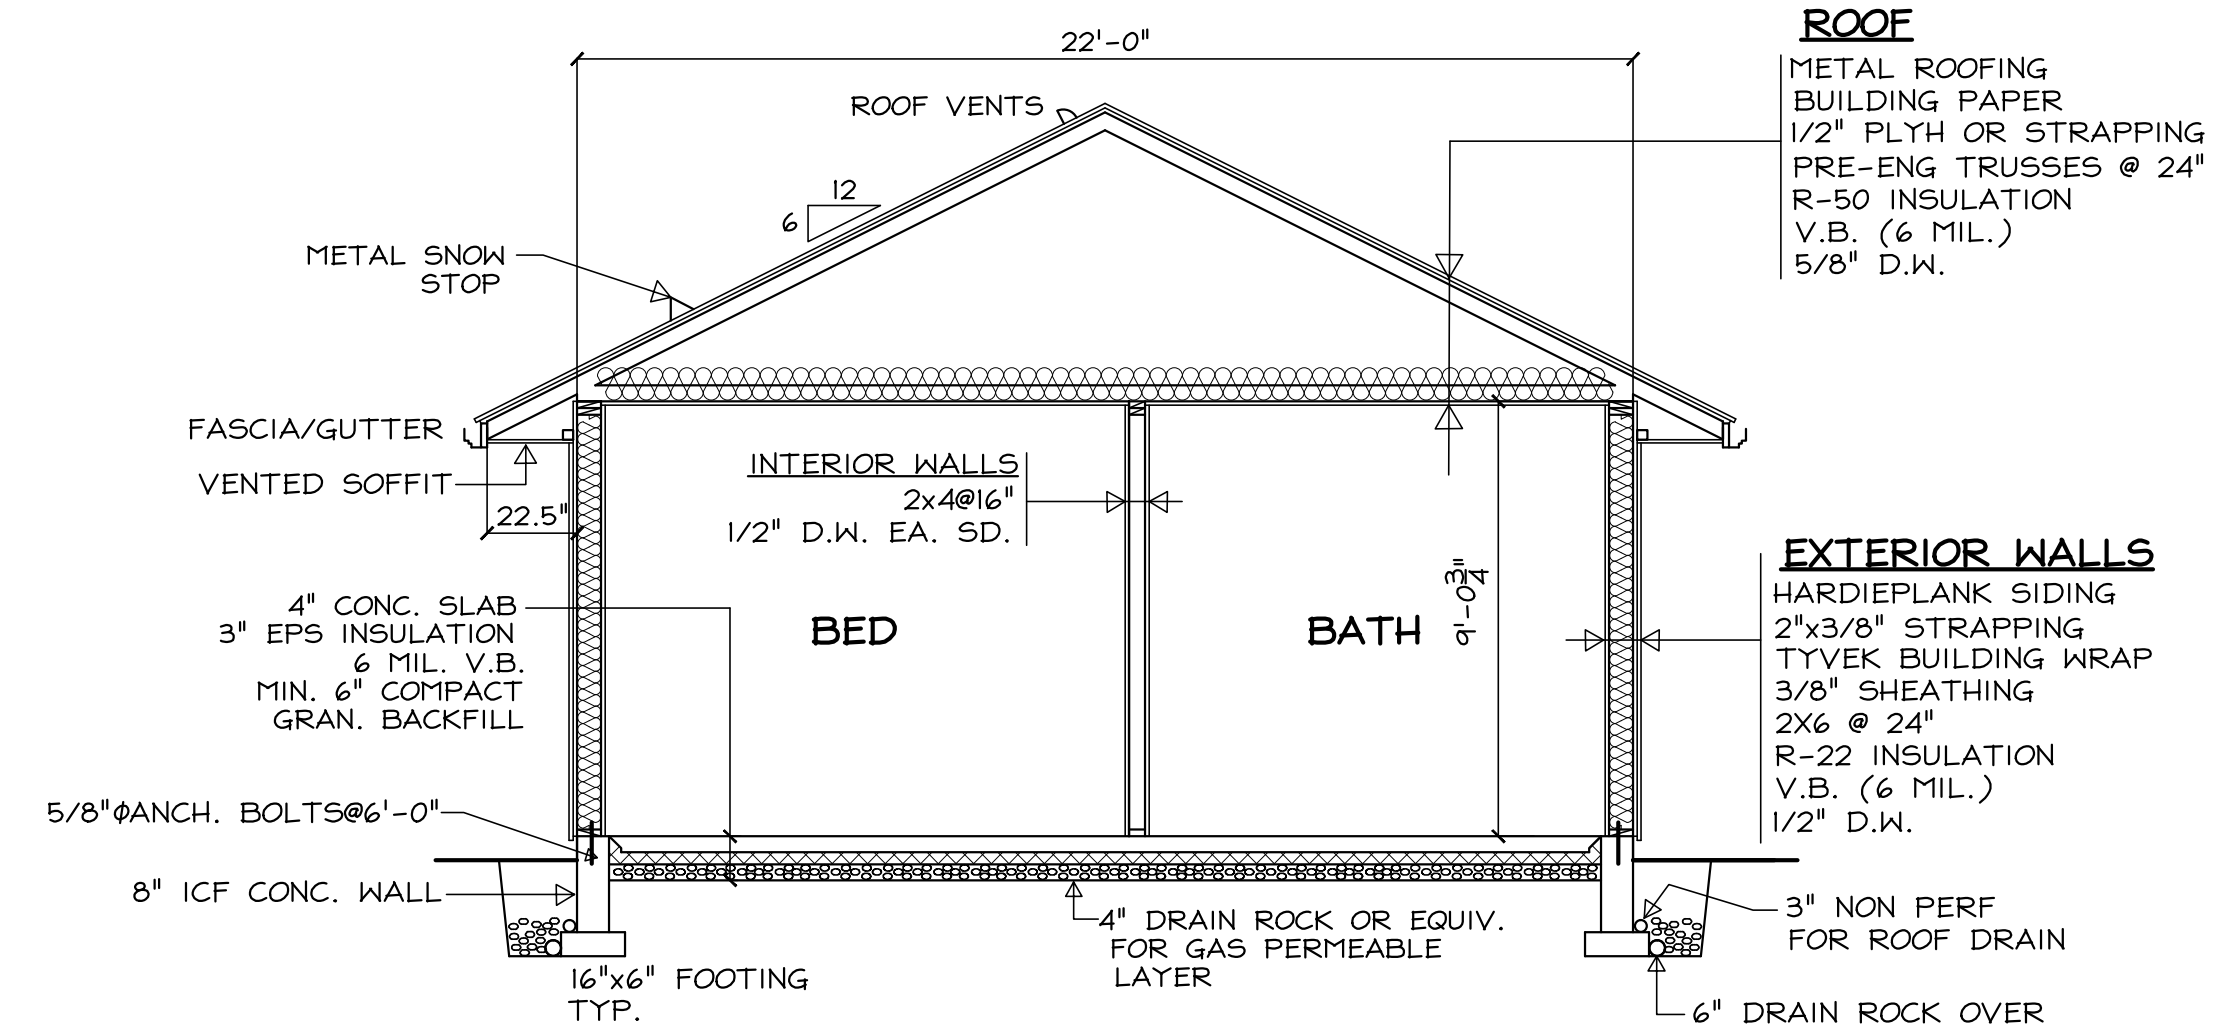 22'-0"
ROOF VENTS
12
6
METAL SNOW
STOP
FASCIA/GUTTER
VENTED SOFFIT
22.5"
INTERIOR WALLS
2x4@16"
1/2" D.W. EA. SD.
BED
BATH
9'-0 3/4"
4" CONC. SLAB
3" EPS INSULATION
6 MIL. V.B.
MIN. 6" COMPACT
GRAN. BACKFILL
5/8"ΦANCH. BOLTS@6'-0"
8" ICF CONC. WALL
16"x6" FOOTING
TYP.
4" DRAIN ROCK OR EQUIV.
FOR GAS PERMEABLE
LAYER
ROOF
METAL ROOFING
BUILDING PAPER
1/2" PLYH OR STRAPPING
PRE-ENG TRUSSES @ 24"
R-50 INSULATION
V.B. (6 MIL.)
5/8" D.W.
EXTERIOR WALLS
HARDIEPLANK SIDING
2"x3/8" STRAPPING
TYVEK BUILDING WRAP
3/8" SHEATHING
2X6 @ 24"
R-22 INSULATION
V.B. (6 MIL.)
1/2" D.W.
3" NON PERF
FOR ROOF DRAIN
6" DRAIN ROCK OVER